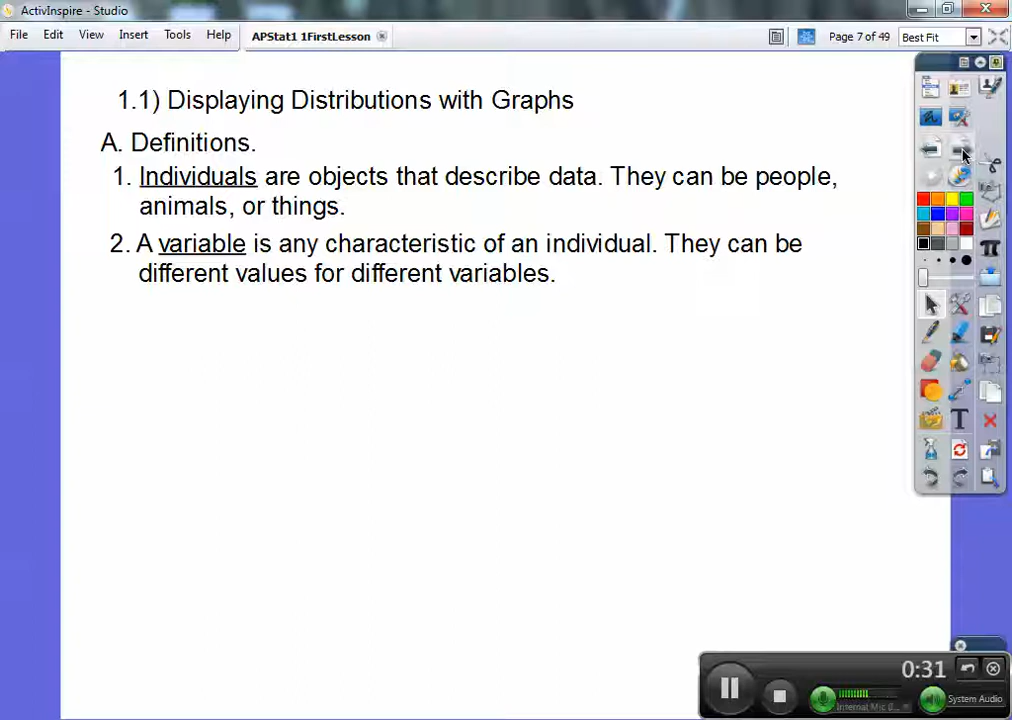 ActivInspire - Studio
File Edit View Insert Tools Help APStat1 1FirstLesson Page 7 of 49 Best Fit
1.1) Displaying Distributions with Graphs
A. Definitions.
1. Individuals are objects that describe data. They can be people,
animals, or things.
2. A variable is any characteristic of an individual. They can be
different values for different variables.
T
0:31
Internal Mic
System Audio